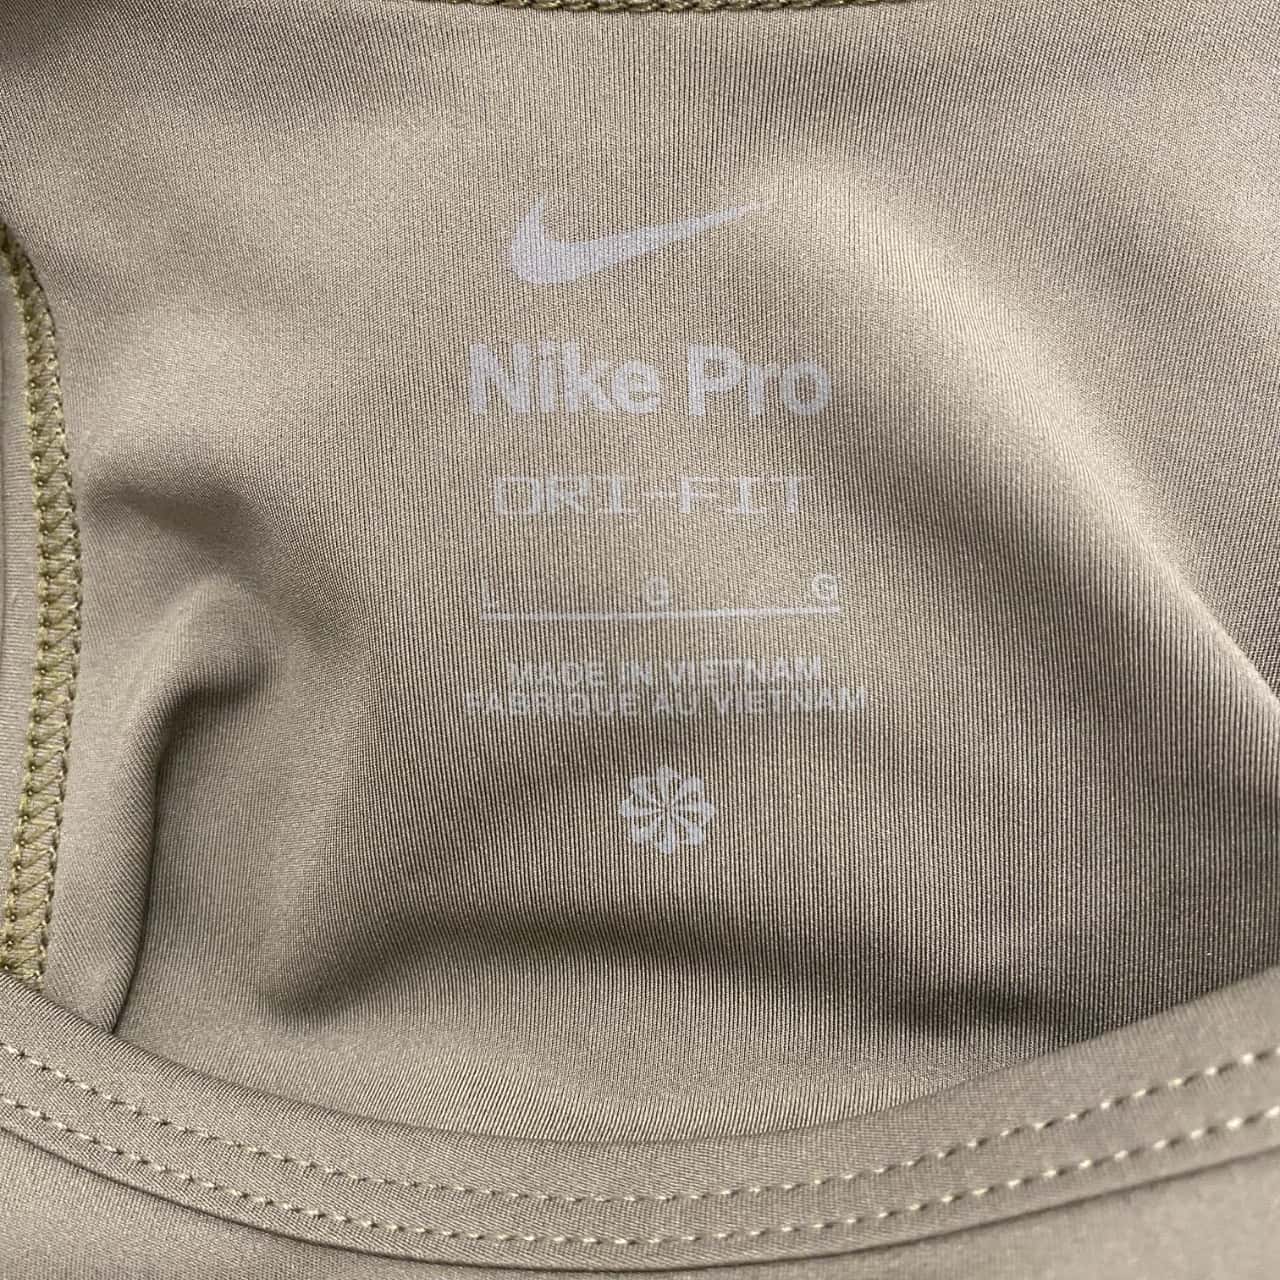 Nike Pro
DRI-FIT
L G G
MADE IN VIETNAM
FABRIQUE AU VIETNAM